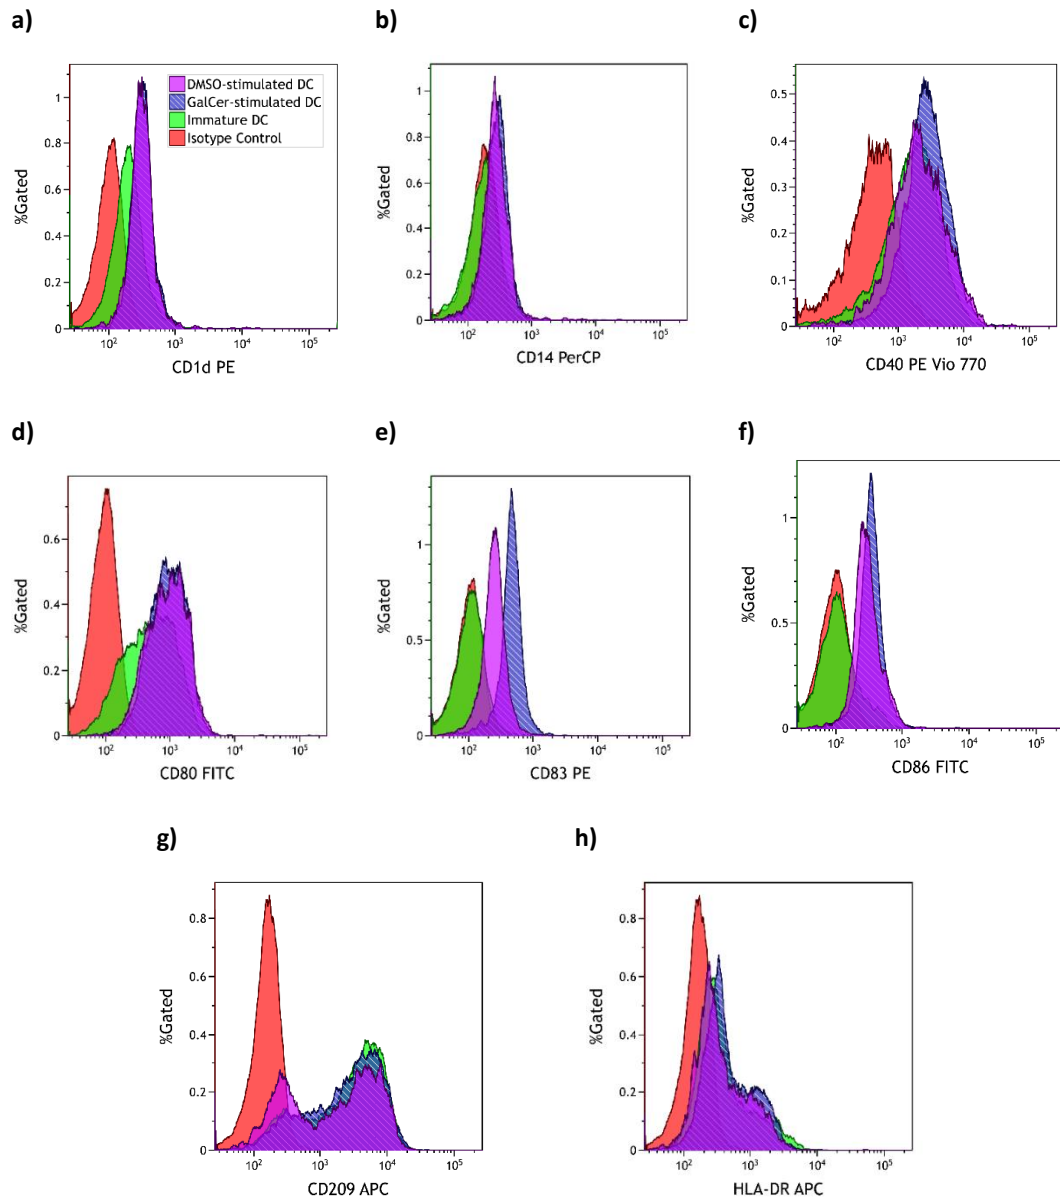 a)
b)
c)
DMSO-stimulated DC
GalCer-stimulated DC
Immature DC
Isotype Control
%Gated
1
0.8
0.6
0.4
0.2
0
10²
10³
10⁴
10⁵
CD1d PE
%Gated
1
0.8
0.6
0.4
0.2
0
10²
10³
10⁴
10⁵
CD14 PerCP
%Gated
0.5
0.4
0.3
0.2
0.1
0
10²
10³
10⁴
10⁵
CD40 PE Vio 770
d)
e)
f)
%Gated
0.6
0.4
0.2
0
10²
10³
10⁴
10⁵
CD80 FITC
%Gated
1
0.5
0
10²
10³
10⁴
10⁵
CD83 PE
%Gated
1
0.5
0
10²
10³
10⁴
10⁵
CD86 FITC
g)
h)
%Gated
0.8
0.6
0.4
0.2
0
10²
10³
10⁴
10⁵
CD209 APC
%Gated
0.8
0.6
0.4
0.2
0
10²
10³
10⁴
10⁵
HLA-DR APC